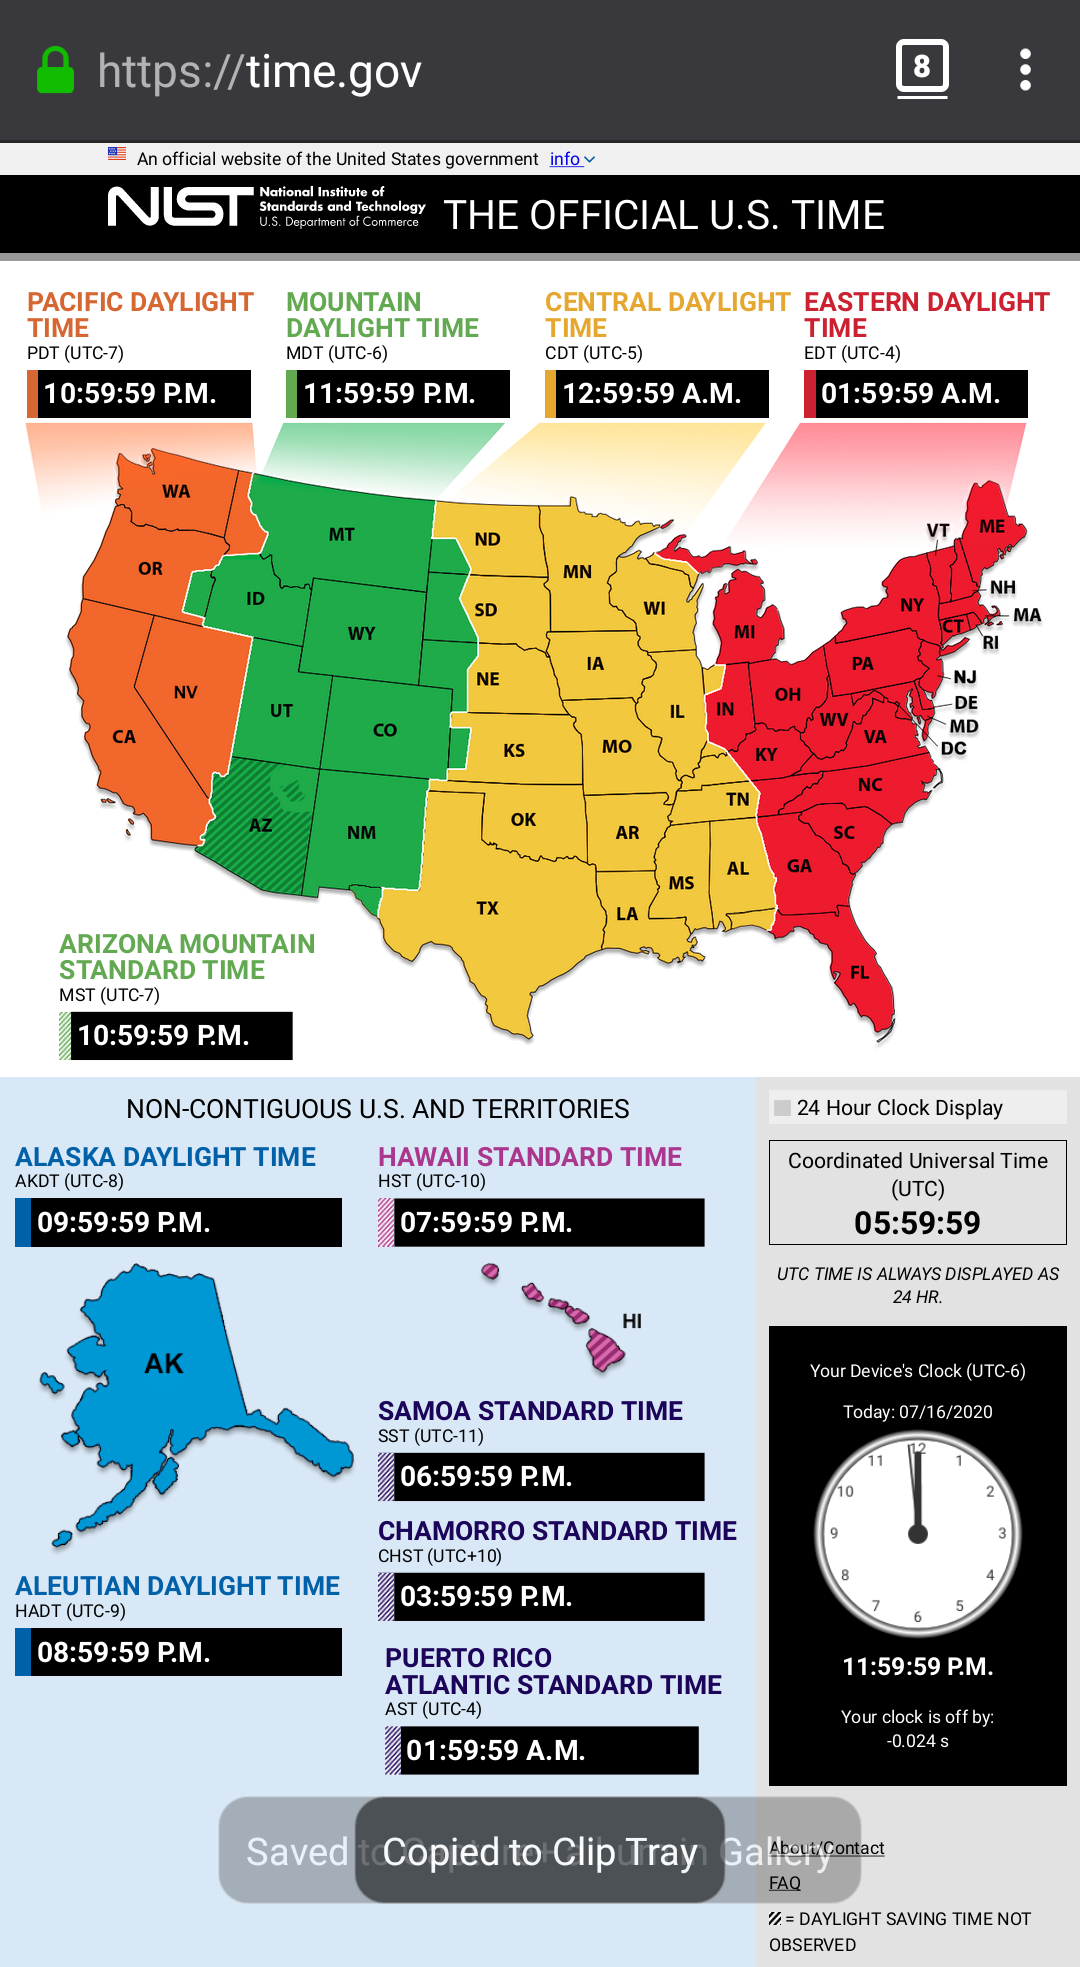 https://time.gov
8
An official website of the United States government info
NIST
National Institute of
Standards and Technology
U.S. Department of Commerce
THE OFFICIAL U.S. TIME
PACIFIC DAYLIGHT
TIME
PDT (UTC-7)
10:59:59 P.M.
MOUNTAIN
DAYLIGHT TIME
MDT (UTC-6)
11:59:59 P.M.
CENTRAL DAYLIGHT
TIME
CDT (UTC-5)
12:59:59 A.M.
EASTERN DAYLIGHT
TIME
EDT (UTC-4)
01:59:59 A.M.
WA
MT
ND
MN
VT
ME
OR
ID
SD
WI
NH
WY
NY
MA
CT
RI
MI
IA
NE
PA
NJ
NV
UT
CO
IL
IN
OH
DE
WV
MD
CA
KS
MO
KY
VA
DC
NC
TN
AZ
NM
OK
AR
SC
MS
AL
GA
TX
LA
FL
ARIZONA MOUNTAIN
STANDARD TIME
MST (UTC-7)
10:59:59 P.M.
NON-CONTIGUOUS U.S. AND TERRITORIES
ALASKA DAYLIGHT TIME
AKDT (UTC-8)
09:59:59 P.M.
AK
ALEUTIAN DAYLIGHT TIME
HADT (UTC-9)
08:59:59 P.M.
HAWAII STANDARD TIME
HST (UTC-10)
07:59:59 P.M.
HI
SAMOA STANDARD TIME
SST (UTC-11)
06:59:59 P.M.
CHAMORRO STANDARD TIME
CHST (UTC+10)
03:59:59 P.M.
PUERTO RICO
ATLANTIC STANDARD TIME
AST (UTC-4)
01:59:59 A.M.
24 Hour Clock Display
Coordinated Universal Time
(UTC)
05:59:59
UTC TIME IS ALWAYS DISPLAYED AS
24 HR.
Your Device's Clock (UTC-6)
Today: 07/16/2020
12
1
2
3
4
5
6
7
8
9
10
11
11:59:59 P.M.
Your clock is off by:
-0.024 s
Saved to Gallery
Copied to Clip Tray
About/Contact
FAQ
= DAYLIGHT SAVING TIME NOT
OBSERVED